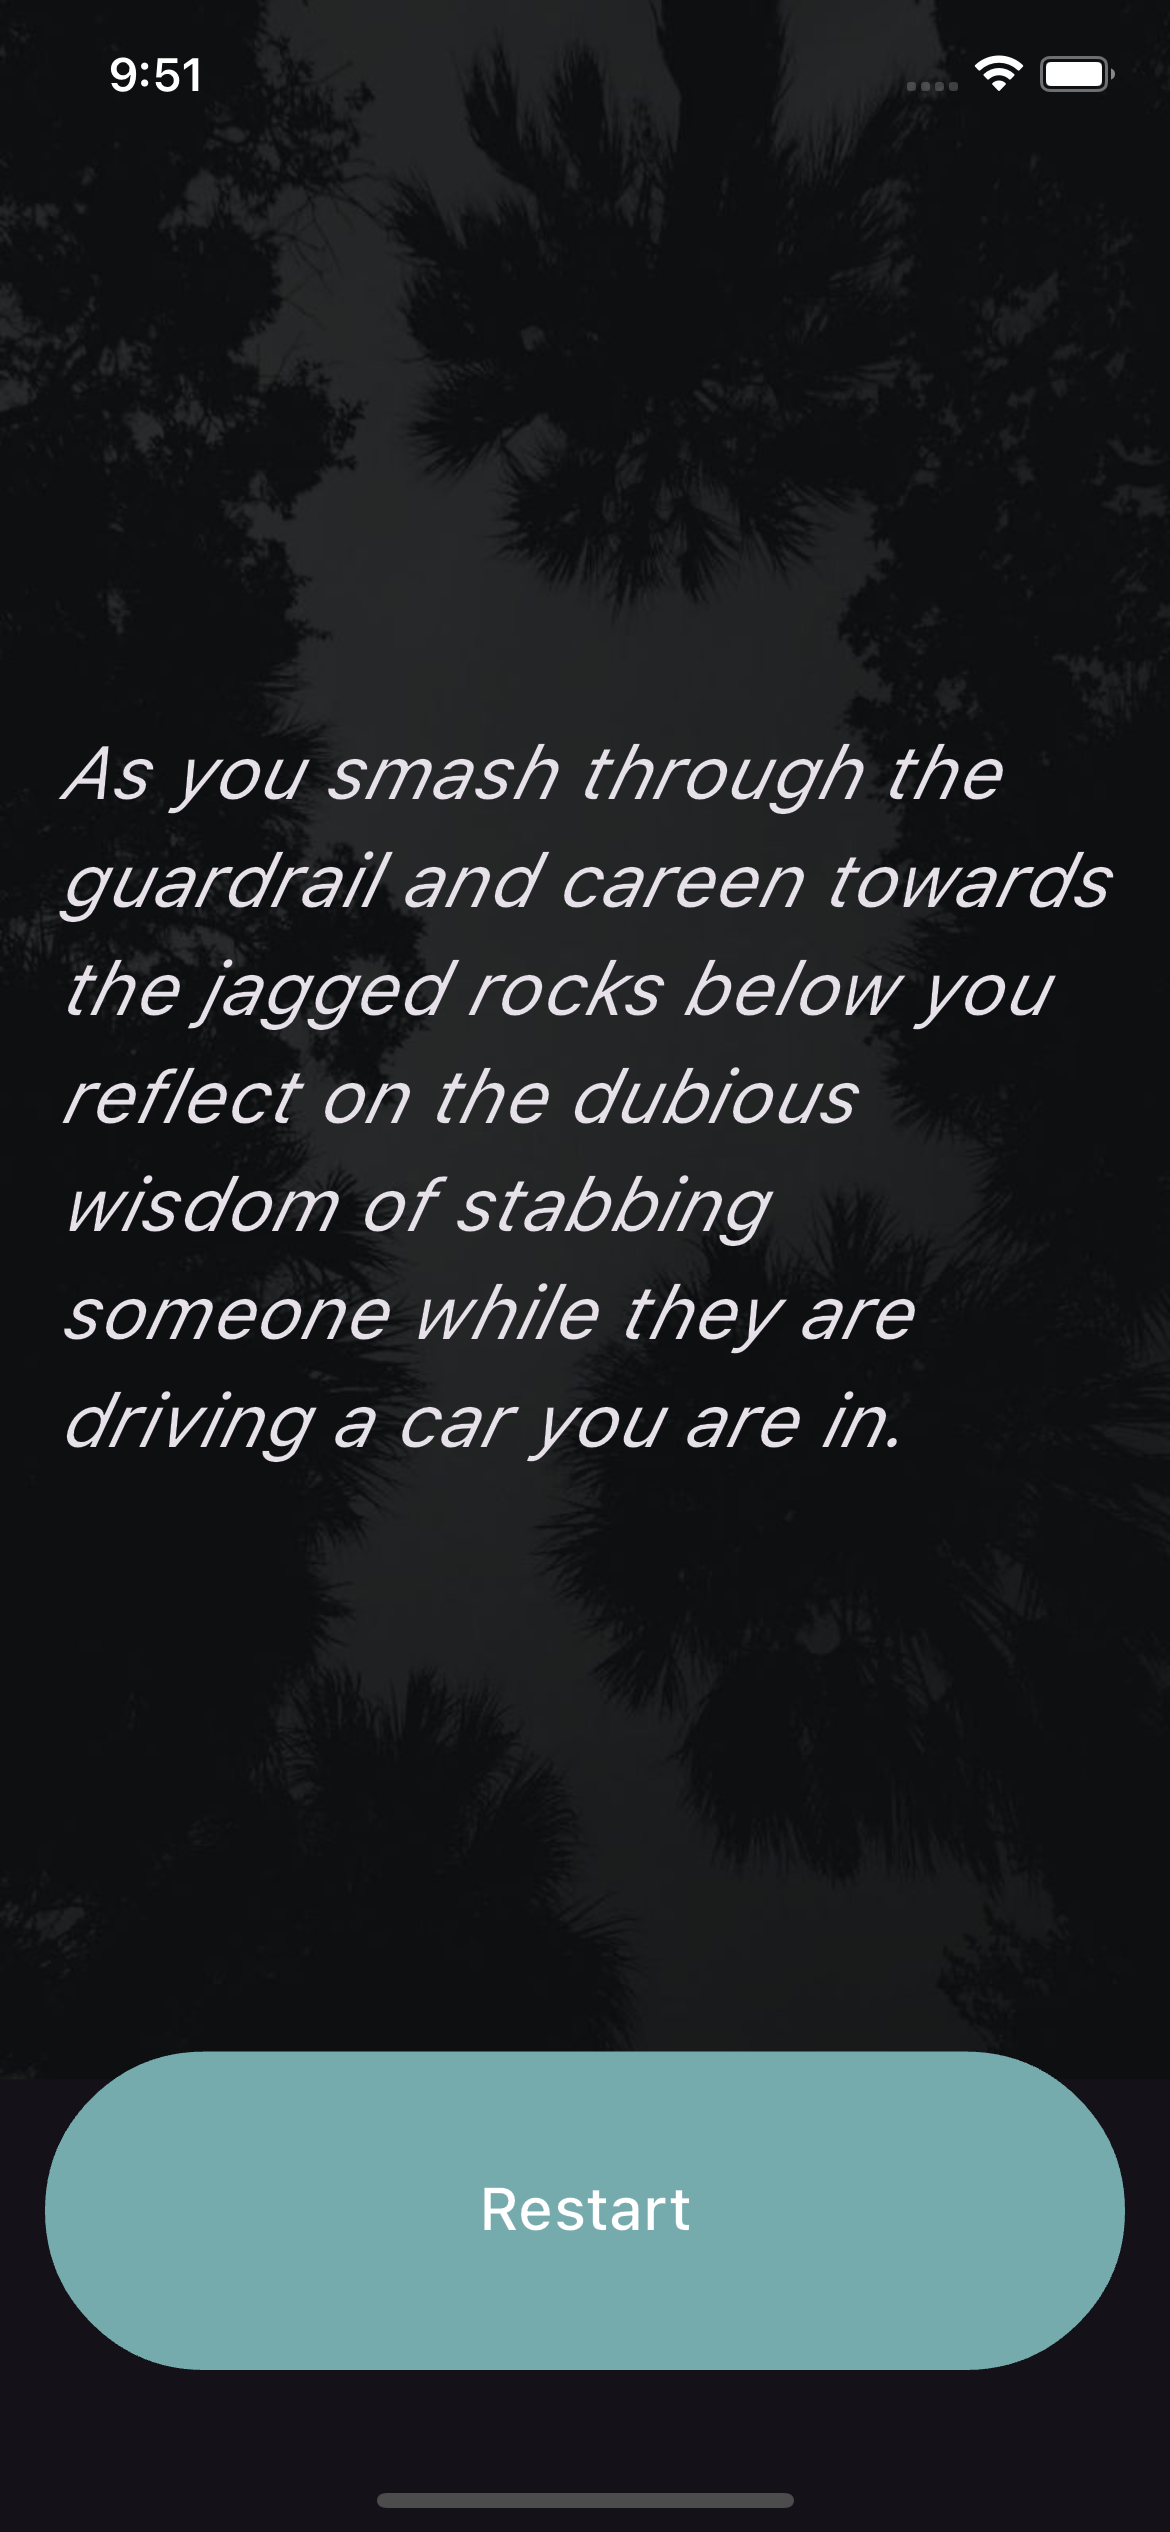 9:51
As you smash through the
guardrail and careen towards
the jagged rocks below you
reflect on the dubious
wisdom of stabbing
someone while they are
driving a car you are in.
Restart